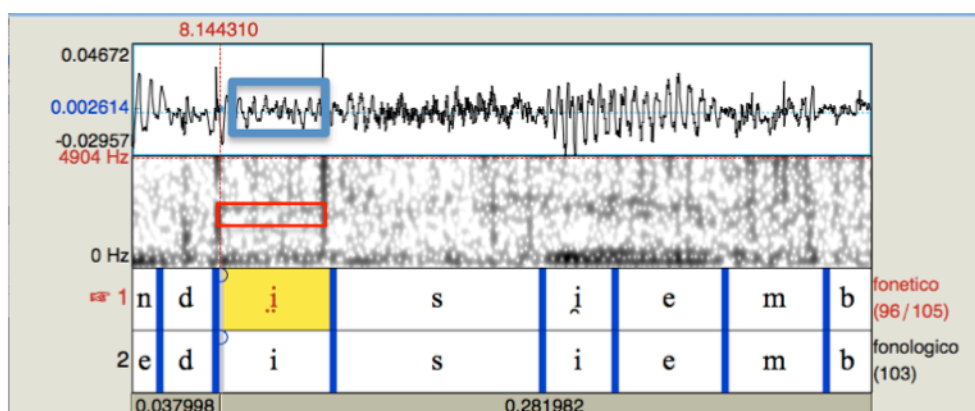 8.144310
0.04672
0.002614
-0.02957
4904 Hz
0 Hz
☞ 1 n d i̤ s i̯ e m b fonetico (96/105)
2 e d i s i e m b fonologico (103)
0.037998 0.281982